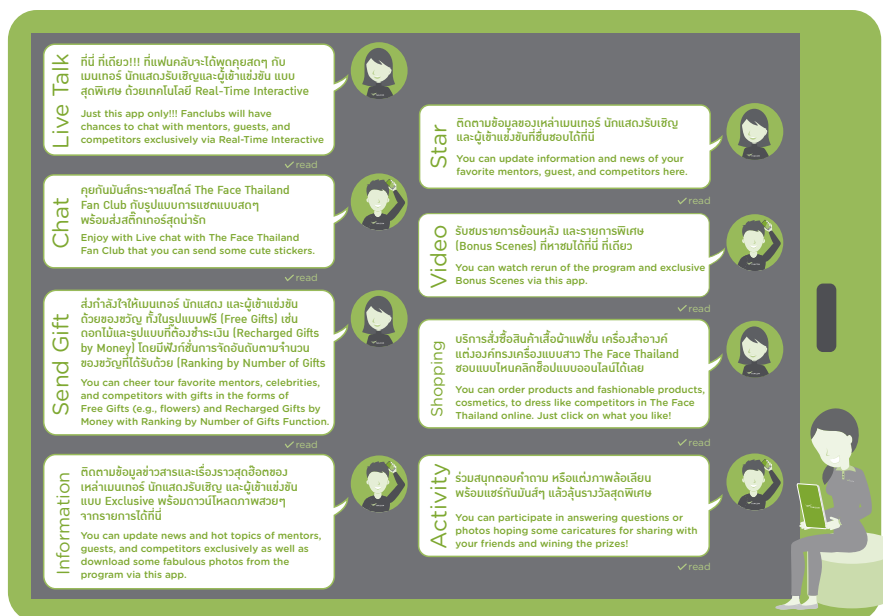 Live Talk
ที่นี่ ที่เดียว!!! ที่แฟนคลับจะได้พูดคุยสดๆ กับ
เมนเทอร์ นักแสดงรับเชิญและผู้เข้าแข่งขัน แบบ
สุดพิเศษ ด้วยเทคโนโลยี Real-Time Interactive
Just this app only!!! Fanclubs will have
chances to chat with mentors, guests, and
competitors exclusively via Real-Time Interactive
read
Chat
คุยกันมันส์กระจายสไตล์ The Face Thailand
Fan Club กับรูปแบบการแชตแบบสดๆ
พร้อมส่งสติ๊กเกอร์สุดน่ารัก
Enjoy with Live chat with The Face Thailand
Fan Club that you can send some cute stickers.
read
Send Gift
ส่งกำลังใจให้เมนเทอร์ นักแสดง และผู้เข้าแข่งขัน
ด้วยของขวัญ ทั้งในรูปแบบฟรี (Free Gifts) เช่น
ดอกไม้และรูปแบบที่ต้องชำระเงิน (Recharged Gifts
by Money) โดยมีฟังก์ชั่นการจัดอันดับตามจำนวน
ของขวัญที่ได้รับด้วย (Ranking by Number of Gifts
You can cheer tour favorite mentors, celebrities,
and competitors with gifts in the forms of
Free Gifts (e.g., flowers) and Recharged Gifts by
Money with Ranking by Number of Gifts Function.
read
Information
ติดตามข้อมูลข่าวสารและเรื่องราวสุดฮ๊อตของ
เหล่าเมนเทอร์ นักแสดงรับเชิญ และผู้เข้าแข่งขัน
แบบ Exclusive พร้อมดาวน์โหลดภาพสวยๆ
จากรายการได้ที่นี่
You can update news and hot topics of mentors,
guests, and competitors exclusively as well as
download some fabulous photos from the
program via this app.
Star
ติดตามข้อมูลของเหล่าเมนเทอร์ นักแสดงรับเชิญ
และผู้เข้าแข่งขันที่ชื่นชอบได้ที่นี่
You can update information and news of your
favorite mentors, guest, and competitors here.
read
Video
รับชมรายการย้อนหลัง และรายการพิเศษ
(Bonus Scenes) ที่หาชมได้ที่นี่ ที่เดียว
You can watch rerun of the program and exclusive
Bonus Scenes via this app.
read
Shopping
บริการสั่งซื้อสินค้าเสื้อผ้าแฟชั่น เครื่องสำอางค์
แต่งองค์ทรงเครื่องแบบสาว The Face Thailand
ชอบแบบไหนคลิกช็อปแบบออนไลน์ได้เลย
You can order products and fashionable products,
cosmetics, to dress like competitors in The Face
Thailand online. Just click on what you like!
read
Activity
ร่วมสนุกตอบคำถาม หรือแต่งภาพล้อเลียน
พร้อมแชร์กันมันส์ๆ แล้วลุ้นรางวัลสุดพิเศษ
You can participate in answering questions or
photos hoping some caricatures for sharing with
your friends and wining the prizes!
read